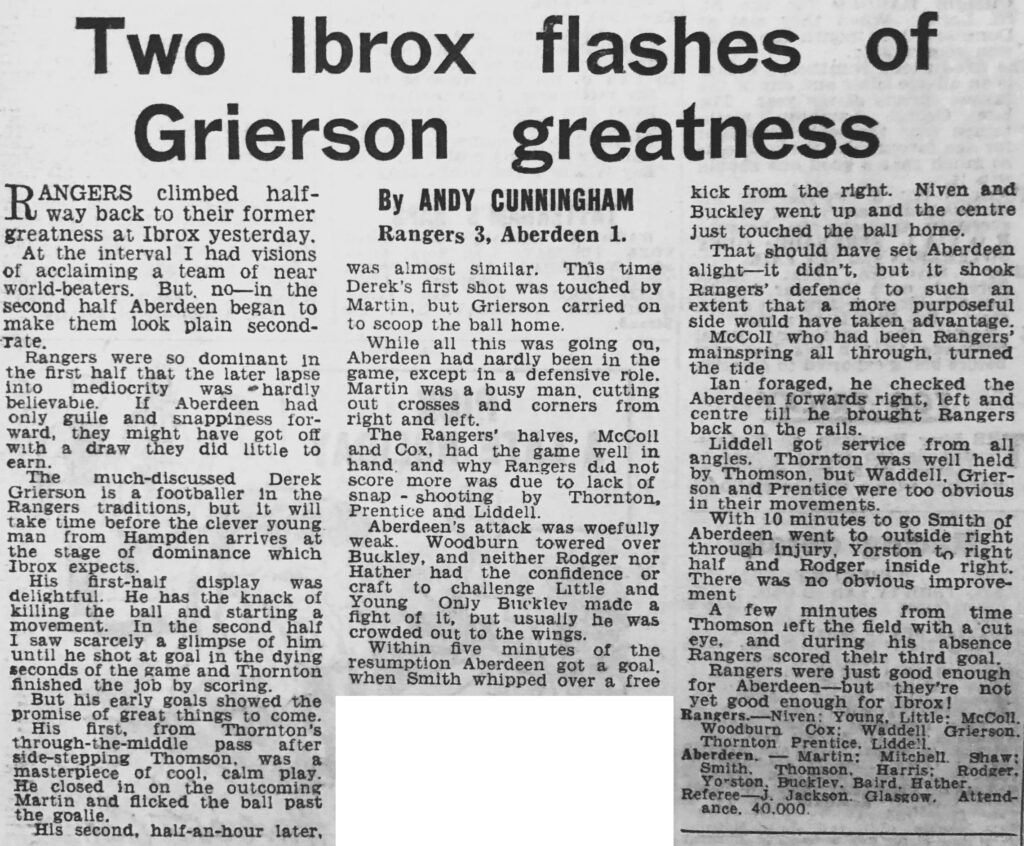 Two Ibrox flashes of
Grierson greatness
RANGERS climbed half-
way back to their former
greatness at Ibrox yesterday.
At the interval I had visions
of acclaiming a team of near
world-beaters. But, no—in the
second half Aberdeen began to
make them look plain second-
rate.
Rangers were so dominant in
the first half that the later lapse
into mediocrity was hardly
believable. If Aberdeen had
only guile and snappiness for-
ward, they might have got off
with a draw they did little to
earn.
The much-discussed Derek
Grierson is a footballer in the
Rangers traditions, but it will
take time before the clever young
man from Hampden arrives at
the stage of dominance which
Ibrox expects.
His first-half display was
delightful. He has the knack of
killing the ball and starting a
movement. In the second half
I saw scarcely a glimpse of him
until he shot at goal in the dying
seconds of the game and Thornton
finished the job by scoring.
But his early goals showed the
promise of great things to come.
His first, from Thornton's
through-the-middle pass after
side-stepping Thomson, was a
masterpiece of cool, calm play.
He closed in on the outcoming
Martin and flicked the ball past
the goalie.
His second, half-an-hour later,
By ANDY CUNNINGHAM
Rangers 3, Aberdeen 1.
was almost similar. This time
Derek's first shot was touched by
Martin, but Grierson carried on
to scoop the ball home.
While all this was going on,
Aberdeen had hardly been in the
game, except in a defensive role.
Martin was a busy man, cutting
out crosses and corners from
right and left.
The Rangers' halves, McColl
and Cox, had the game well in
hand, and why Rangers did not
score more was due to lack of
snap - shooting by Thornton,
Prentice and Liddell.
Aberdeen's attack was woefully
weak. Woodburn towered over
Buckley, and neither Rodger nor
Hather had the confidence or
craft to challenge Little and
Young Only Buckley made a
fight of it, but usually he was
crowded out to the wings.
Within five minutes of the
resumption Aberdeen got a goal,
when Smith whipped over a free
kick from the right. Niven and
Buckley went up and the centre
just touched the ball home.
That should have set Aberdeen
alight—it didn't, but it shook
Rangers' defence to such an
extent that a more purposeful
side would have taken advantage.
McColl who had been Rangers'
mainspring all through, turned
the tide
Ian foraged, he checked the
Aberdeen forwards right, left and
centre till he brought Rangers
back on the rails.
Liddell got service from all
angles. Thornton was well held
by Thomson, but Waddell, Grier-
son and Prentice were too obvious
in their movements.
With 10 minutes to go Smith of
Aberdeen went to outside right
through injury, Yorston to right
half and Rodger inside right.
There was no obvious improve-
ment
A few minutes from time
Thomson left the field with a cut
eye, and during his absence
Rangers scored their third goal.
Rangers were just good enough
for Aberdeen—but they're not
yet good enough for Ibrox!
Rangers.—Niven; Young, Little; McColl,
Woodburn Cox; Waddell, Grierson,
Thornton Prentice, Liddell.
Aberdeen. — Martin; Mitchell, Shaw;
Smith, Thomson, Harris; Rodger,
Yorston, Buckley, Baird, Hather.
Referee—J. Jackson, Glasgow. Attend-
ance, 40,000.